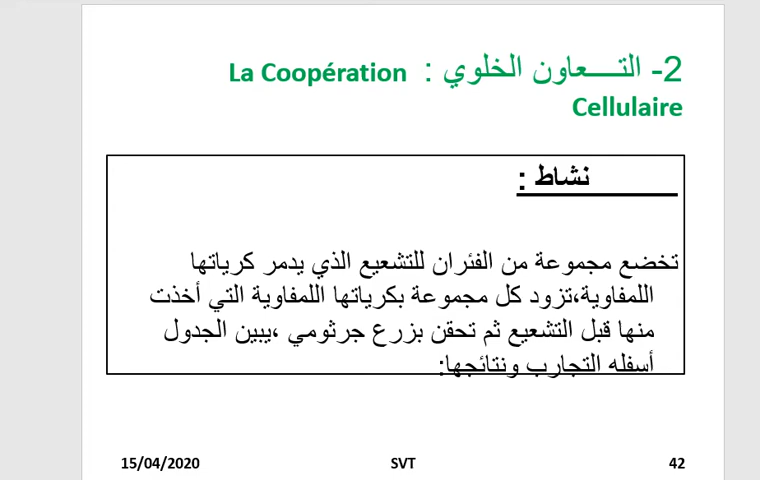 2- التـــــعاون الخلوي : La Coopération
Cellulaire
نشاط :
تخضع مجموعة من الفئران للتشعيع الذي يدمر كرياتها
اللمفاوية،تزود كل مجموعة بكرياتها اللمفاوية التي أخذت
منها قبل التشعيع ثم تحقن بزرع جرثومي ،يبين الجدول
أسفله التجارب ونتائجها:
15/04/2020 SVT 42